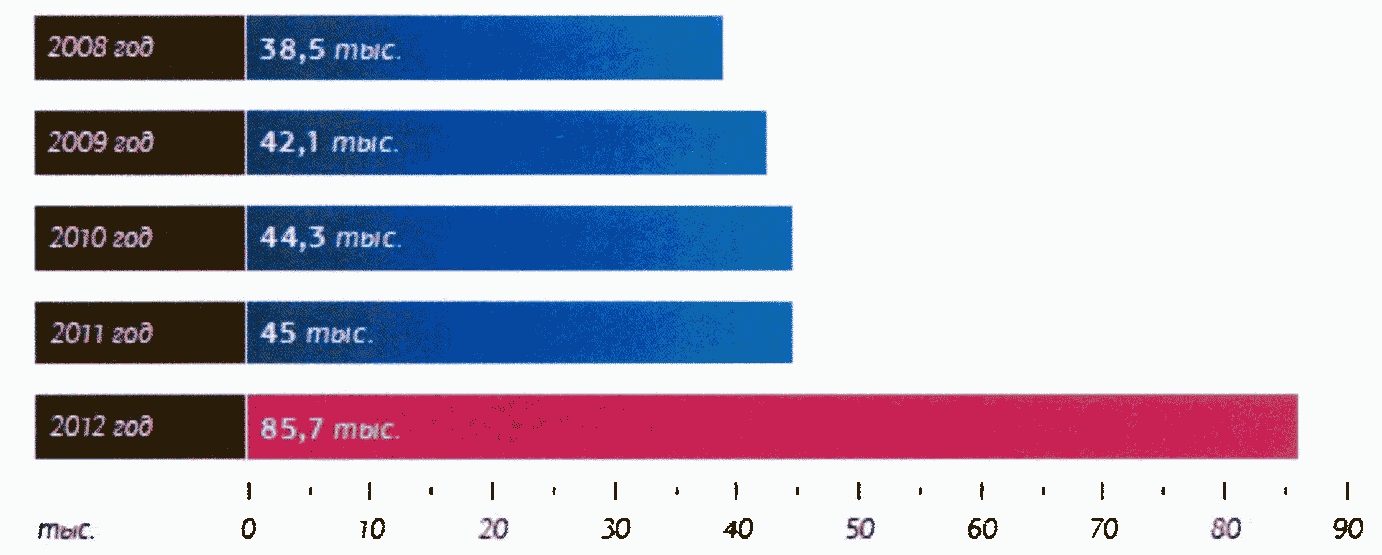 2008 год 38,5 тыс.
2009 год 42,1 тыс.
2010 год 44,3 тыс.
2011 год 45 тыс.
2012 год 85,7 тыс.
тыс. 0 10 20 30 40 50 60 70 80 90